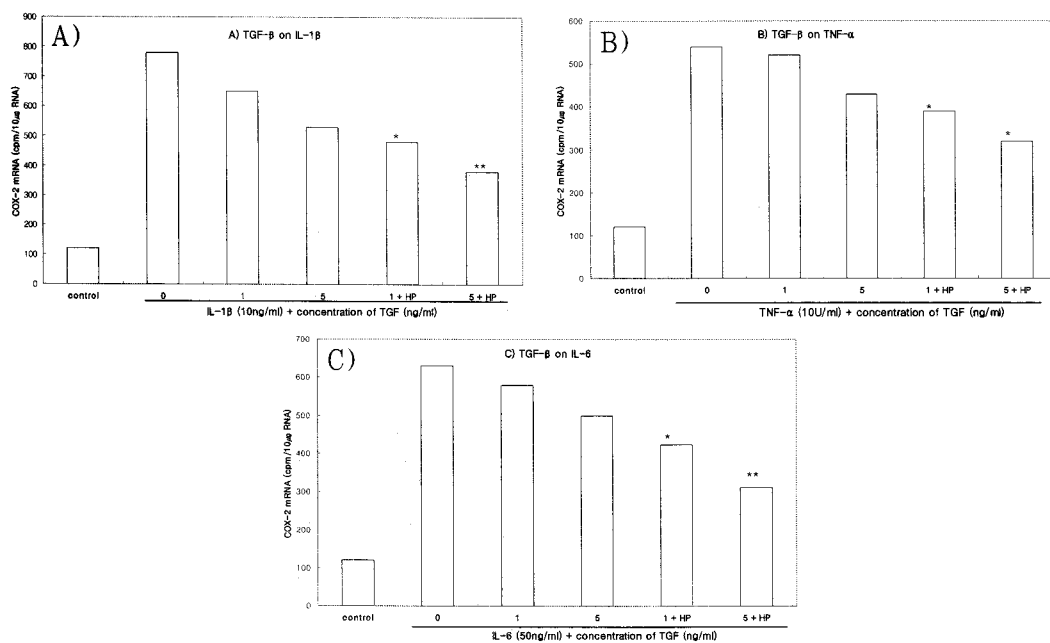 A)
A) TGF-β on IL-1β
COX-2 mRNA (cpm/10㎍ RNA)
900
800
700
600
500
400
300
200
100
0
*
**
control 0 1 5 1 + HP 5 + HP
IL-1β (10ng/ml) + concentration of TGF (ng/ml)
B)
B) TGF-β on TNF-α
COX-2 mRNA (cpm/10㎍ RNA)
600
500
400
300
200
100
0
*
*
control 0 1 5 1 + HP 5 + HP
TNF-α (10U/ml) + concentration of TGF (ng/ml)
C)
C) TGF-β on IL-6
COX-2 mRNA (cpm/10㎍ RNA)
700
600
500
400
300
200
100
0
*
**
control 0 1 5 1 + HP 5 + HP
IL-6 (50ng/ml) + concentration of TGF (ng/ml)